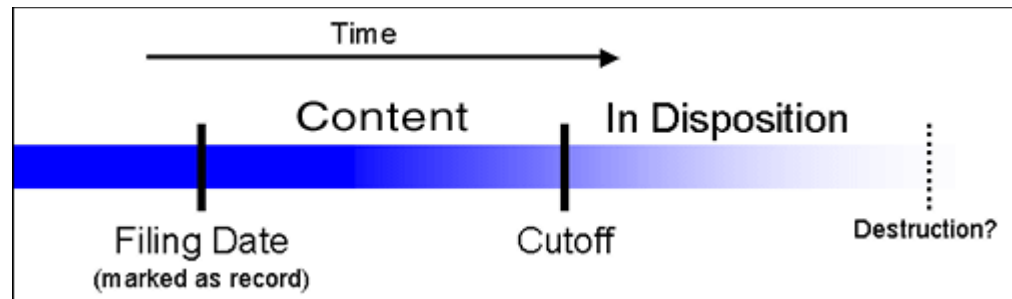 Time
Content
In Disposition
Filing Date
(marked as record)
Cutoff
Destruction?